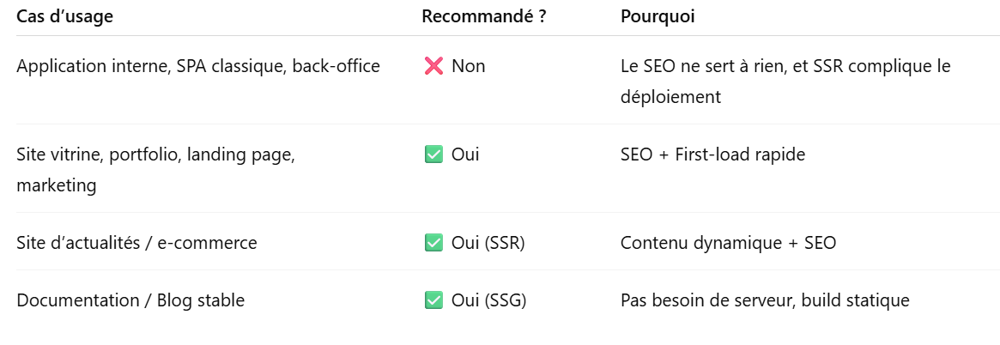 Cas d’usage Recommandé ? Pourquoi
Application interne, SPA classique, back-office ❌ Non Le SEO ne sert à rien, et SSR complique le
déploiement
Site vitrine, portfolio, landing page, ✅ Oui SEO + First-load rapide
marketing
Site d’actualités / e-commerce ✅ Oui (SSR) Contenu dynamique + SEO
Documentation / Blog stable ✅ Oui (SSG) Pas besoin de serveur, build statique